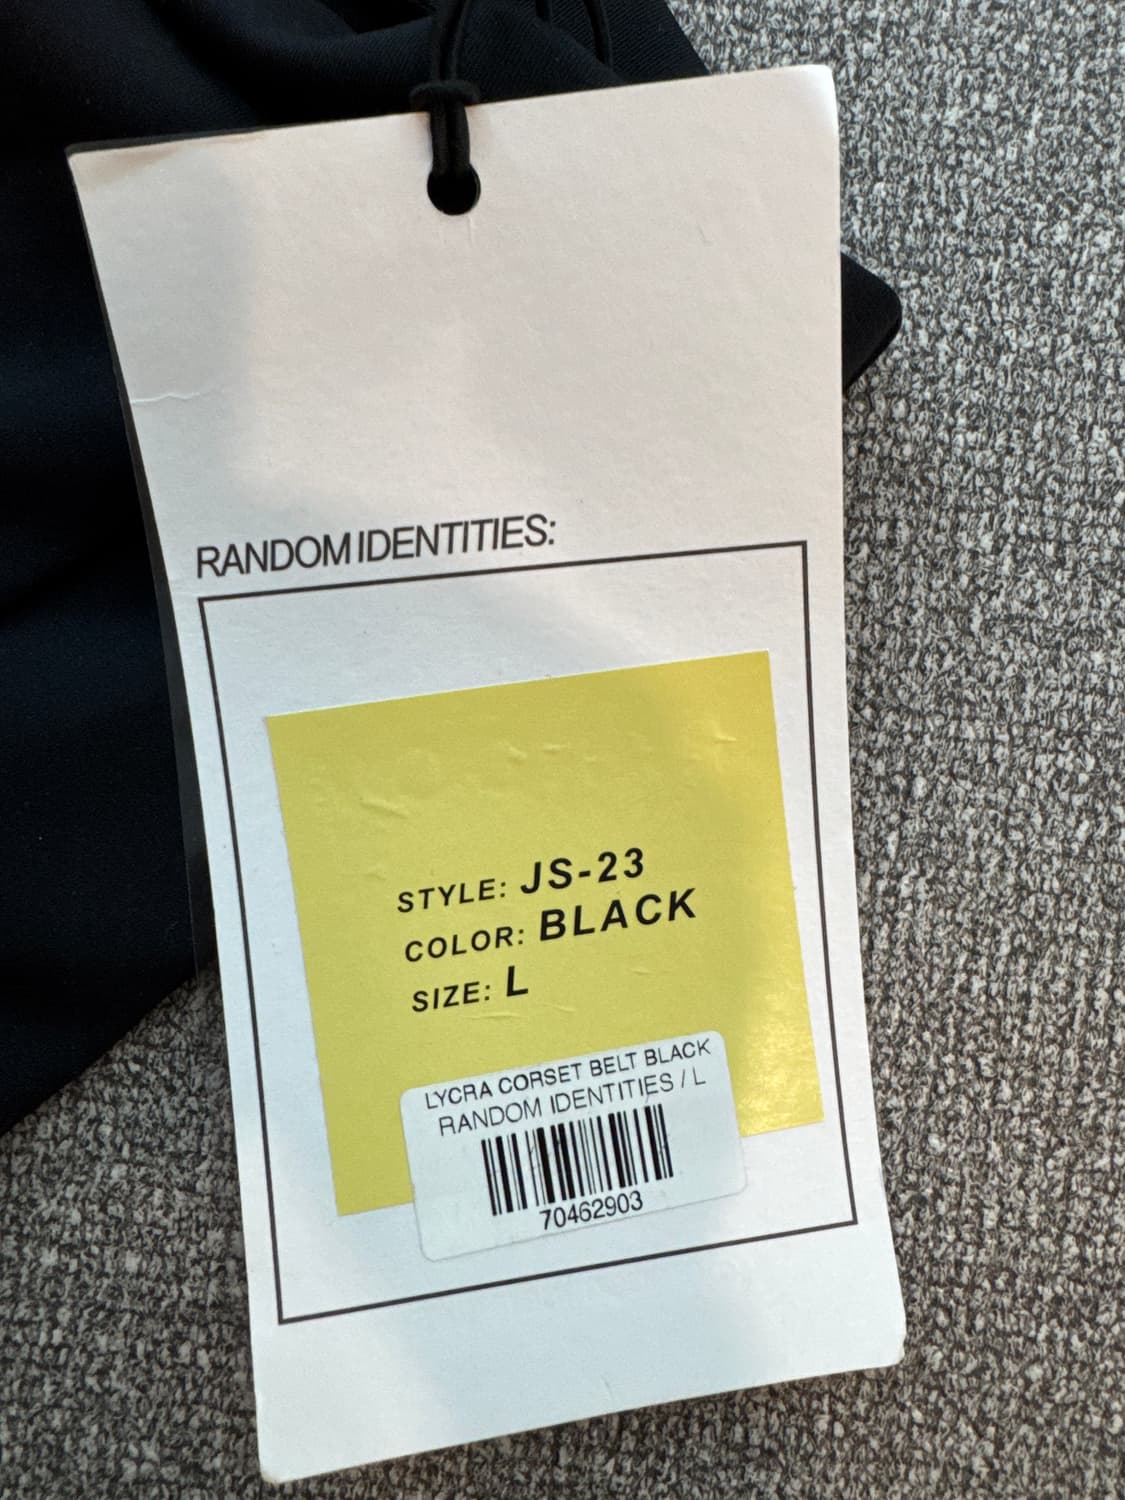 RANDOM IDENTITIES:
STYLE: JS-23
COLOR: BLACK
SIZE: L
LYCRA CORSET BELT BLACK
RANDOM IDENTITIES / L
70462903